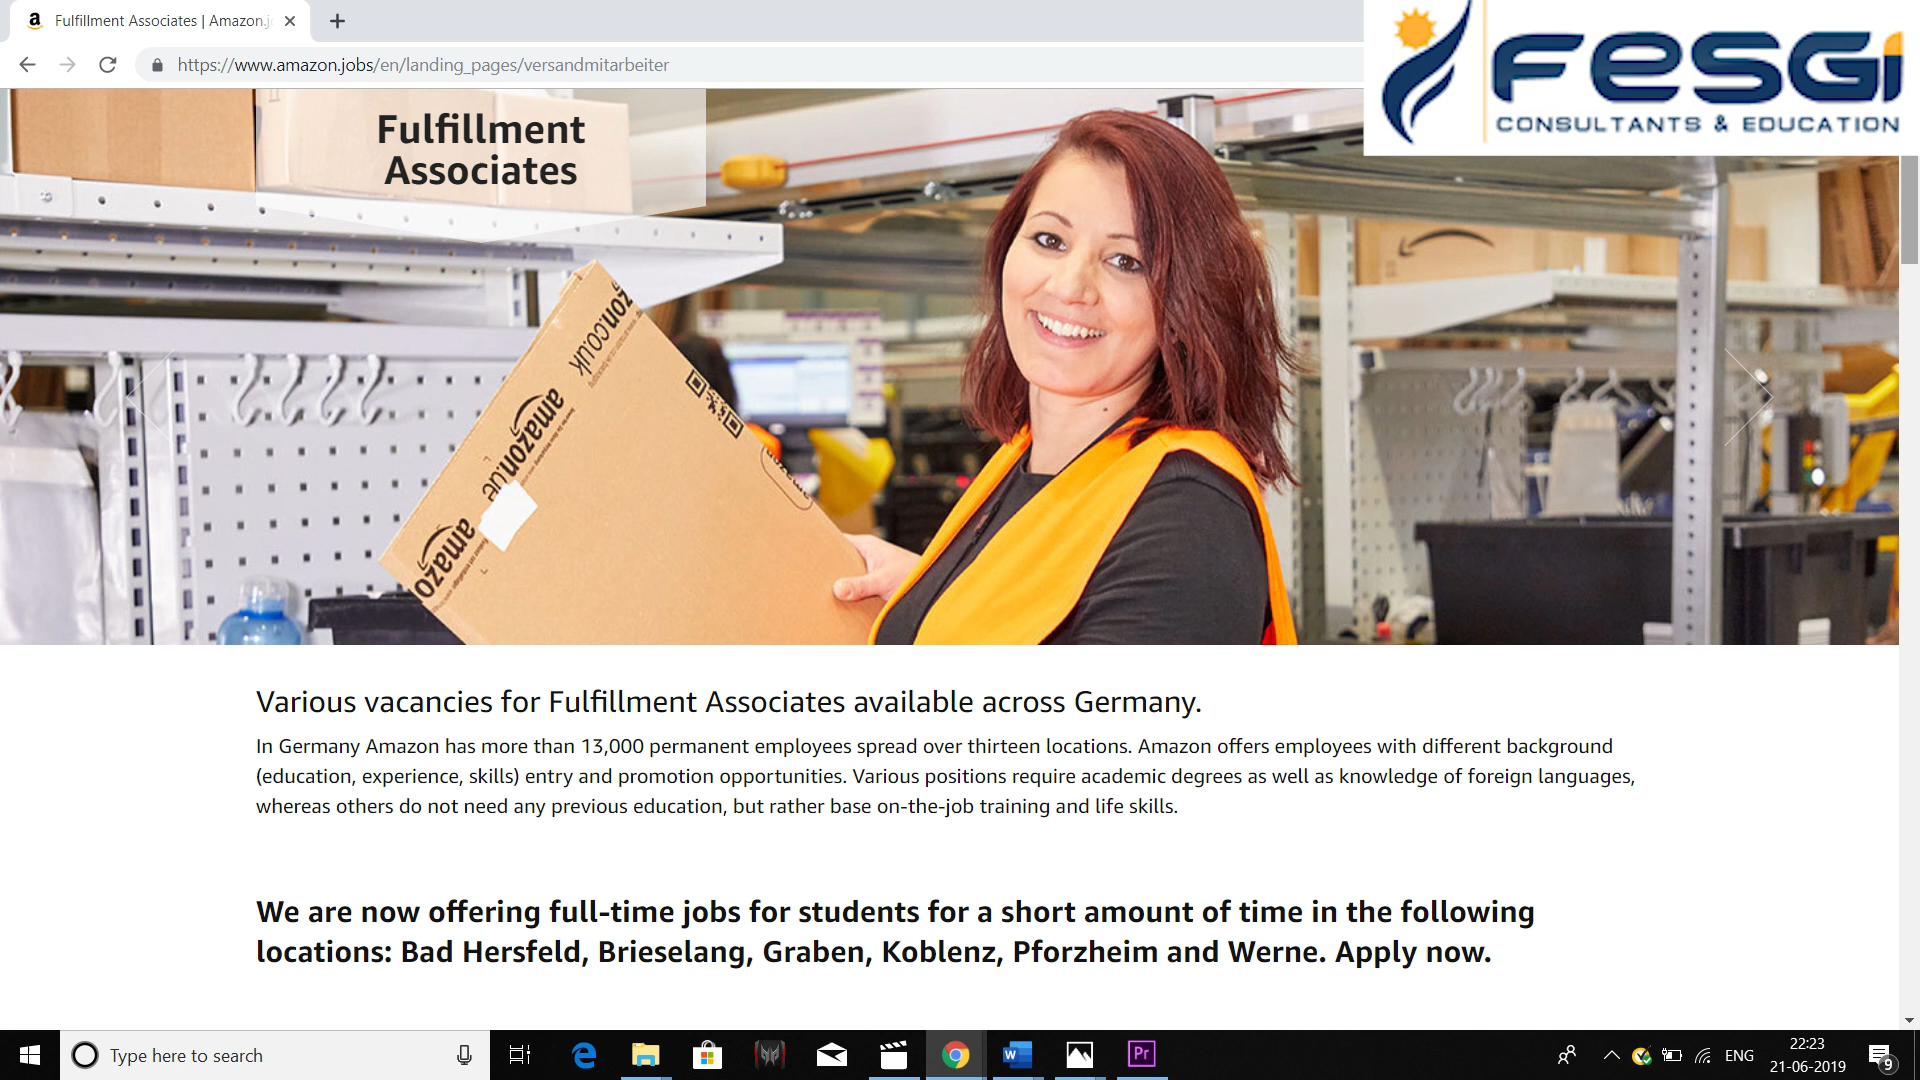 Fulfillment Associates | Amazon.j
https://www.amazon.jobs/en/landing_pages/versandmitarbeiter
FESGI
CONSULTANTS & EDUCATION
Fulfillment
Associates
zon.co.uk
amazon
amazo
Various vacancies for Fulfillment Associates available across Germany.
In Germany Amazon has more than 13,000 permanent employees spread over thirteen locations. Amazon offers employees with different background
(education, experience, skills) entry and promotion opportunities. Various positions require academic degrees as well as knowledge of foreign languages,
whereas others do not need any previous education, but rather base on-the-job training and life skills.
We are now offering full-time jobs for students for a short amount of time in the following
locations: Bad Hersfeld, Brieselang, Graben, Koblenz, Pforzheim and Werne. Apply now.
Type here to search
W
Pr
ENG
22:23
21-06-2019
9